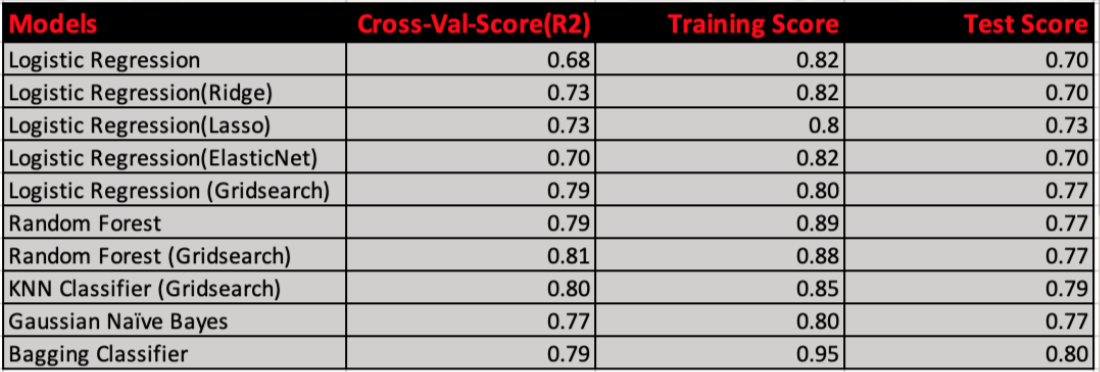 Models Cross-Val-Score(R2) Training Score Test Score
Logistic Regression 0.68 0.82 0.70
Logistic Regression(Ridge) 0.73 0.82 0.70
Logistic Regression(Lasso) 0.73 0.8 0.73
Logistic Regression(ElasticNet) 0.70 0.82 0.70
Logistic Regression (Gridsearch) 0.79 0.80 0.77
Random Forest 0.79 0.89 0.77
Random Forest (Gridsearch) 0.81 0.88 0.77
KNN Classifier (Gridsearch) 0.80 0.85 0.79
Gaussian Naïve Bayes 0.77 0.80 0.77
Bagging Classifier 0.79 0.95 0.80